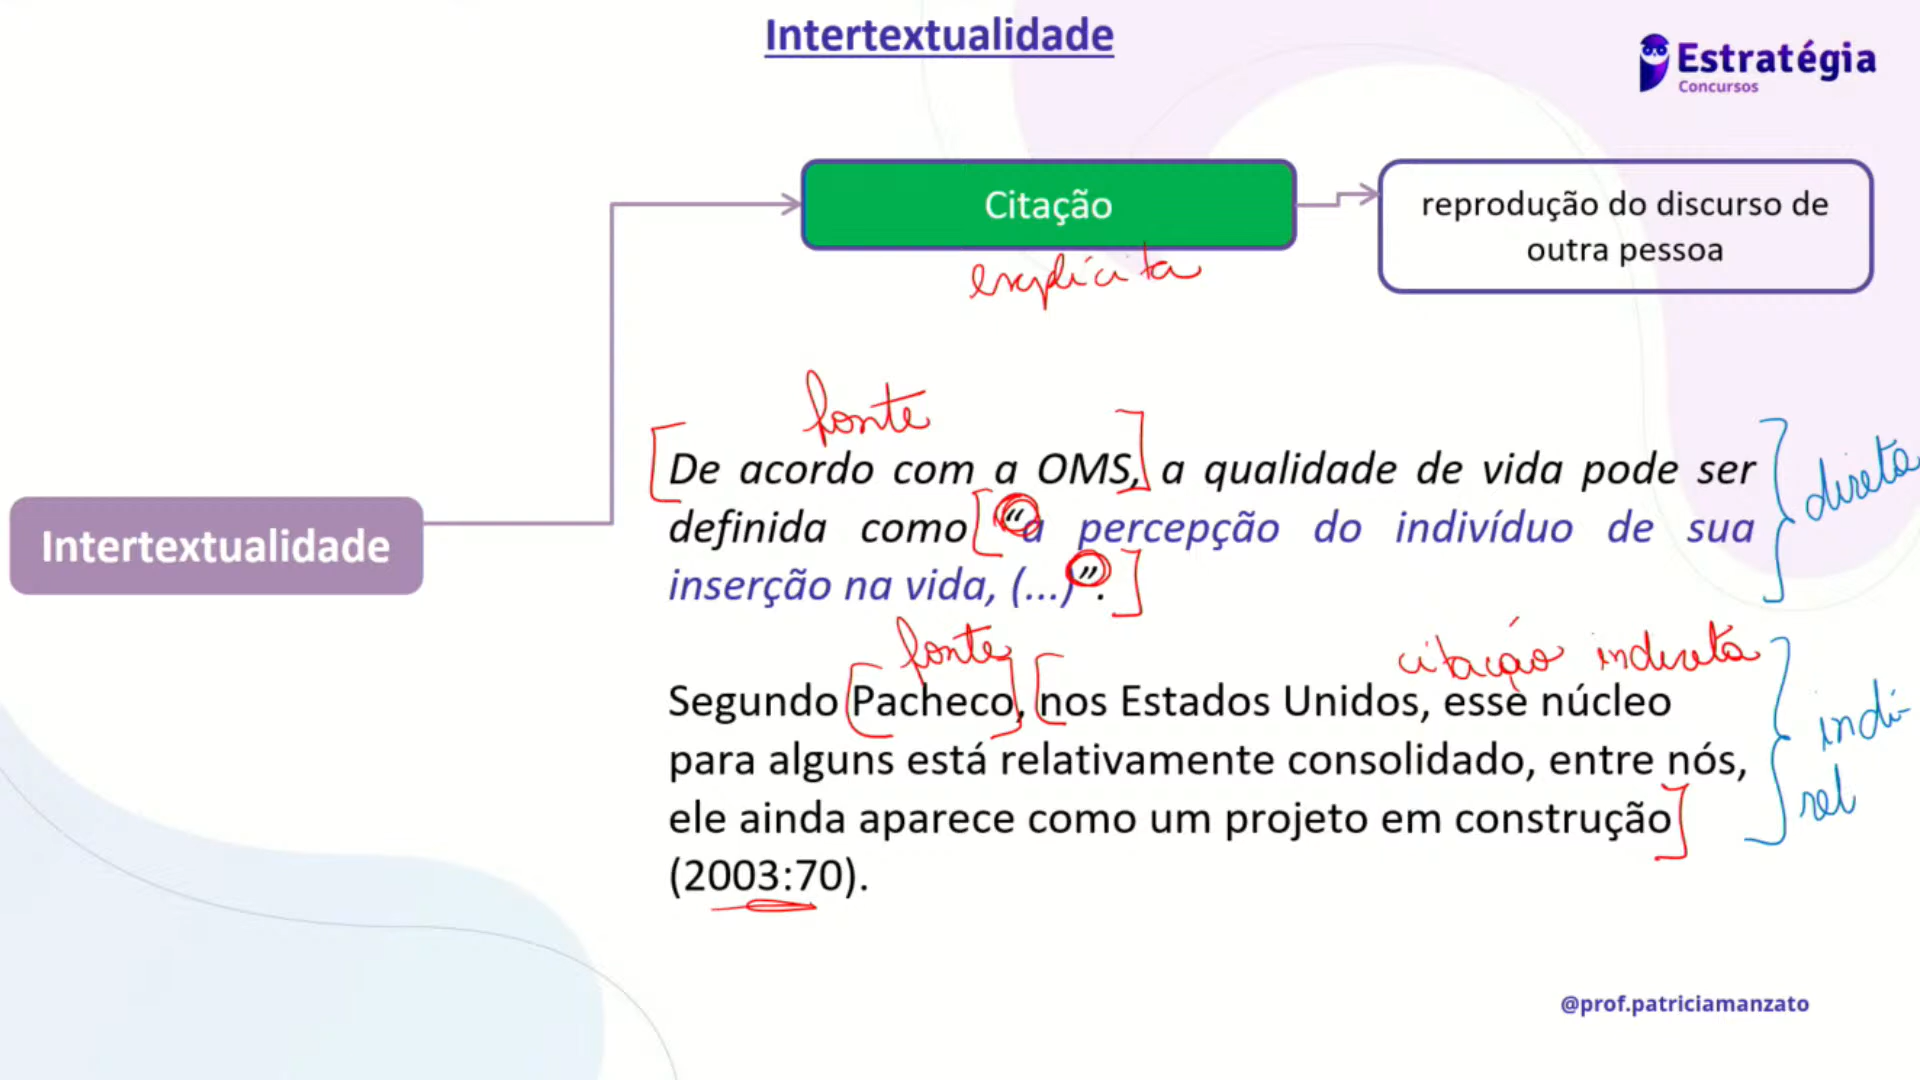 Intertextualidade
Estratégia
Concursos
Citação
reprodução do discurso de
outra pessoa
explícita
fonte
De acordo com a OMS, a qualidade de vida pode ser
definida como “a percepção do indivíduo de sua
inserção na vida, (...)”.
direta
Intertextualidade
fonte
citação indireta
Segundo Pacheco, nos Estados Unidos, esse núcleo
para alguns está relativamente consolidado, entre nós,
ele ainda aparece como um projeto em construção
(2003:70).
indi-
ret
@prof.patriciamanzato